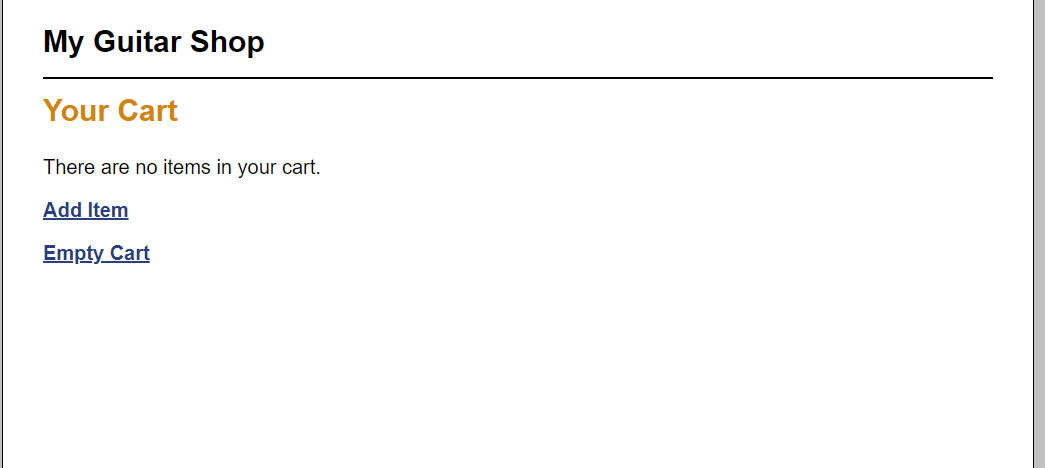 My Guitar Shop
Your Cart
There are no items in your cart.
Add Item
Empty Cart